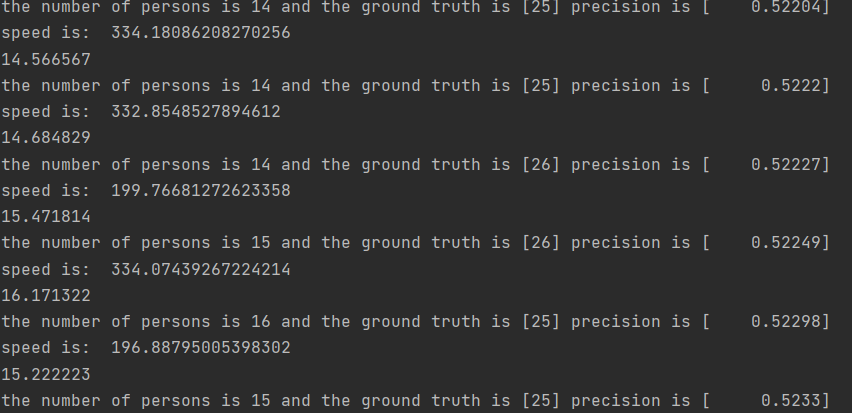 the number of persons is 14 and the ground truth is [25] precision is [    0.52204]
speed is:  334.18086208270256
14.566567
the number of persons is 14 and the ground truth is [25] precision is [     0.5222]
speed is:  332.8548527894612
14.684829
the number of persons is 14 and the ground truth is [26] precision is [    0.52227]
speed is:  199.76681272623358
15.471814
the number of persons is 15 and the ground truth is [26] precision is [    0.52249]
speed is:  334.07439267224214
16.171322
the number of persons is 16 and the ground truth is [25] precision is [    0.52298]
speed is:  196.88795005398302
15.222223
the number of persons is 15 and the ground truth is [25] precision is [     0.5233]